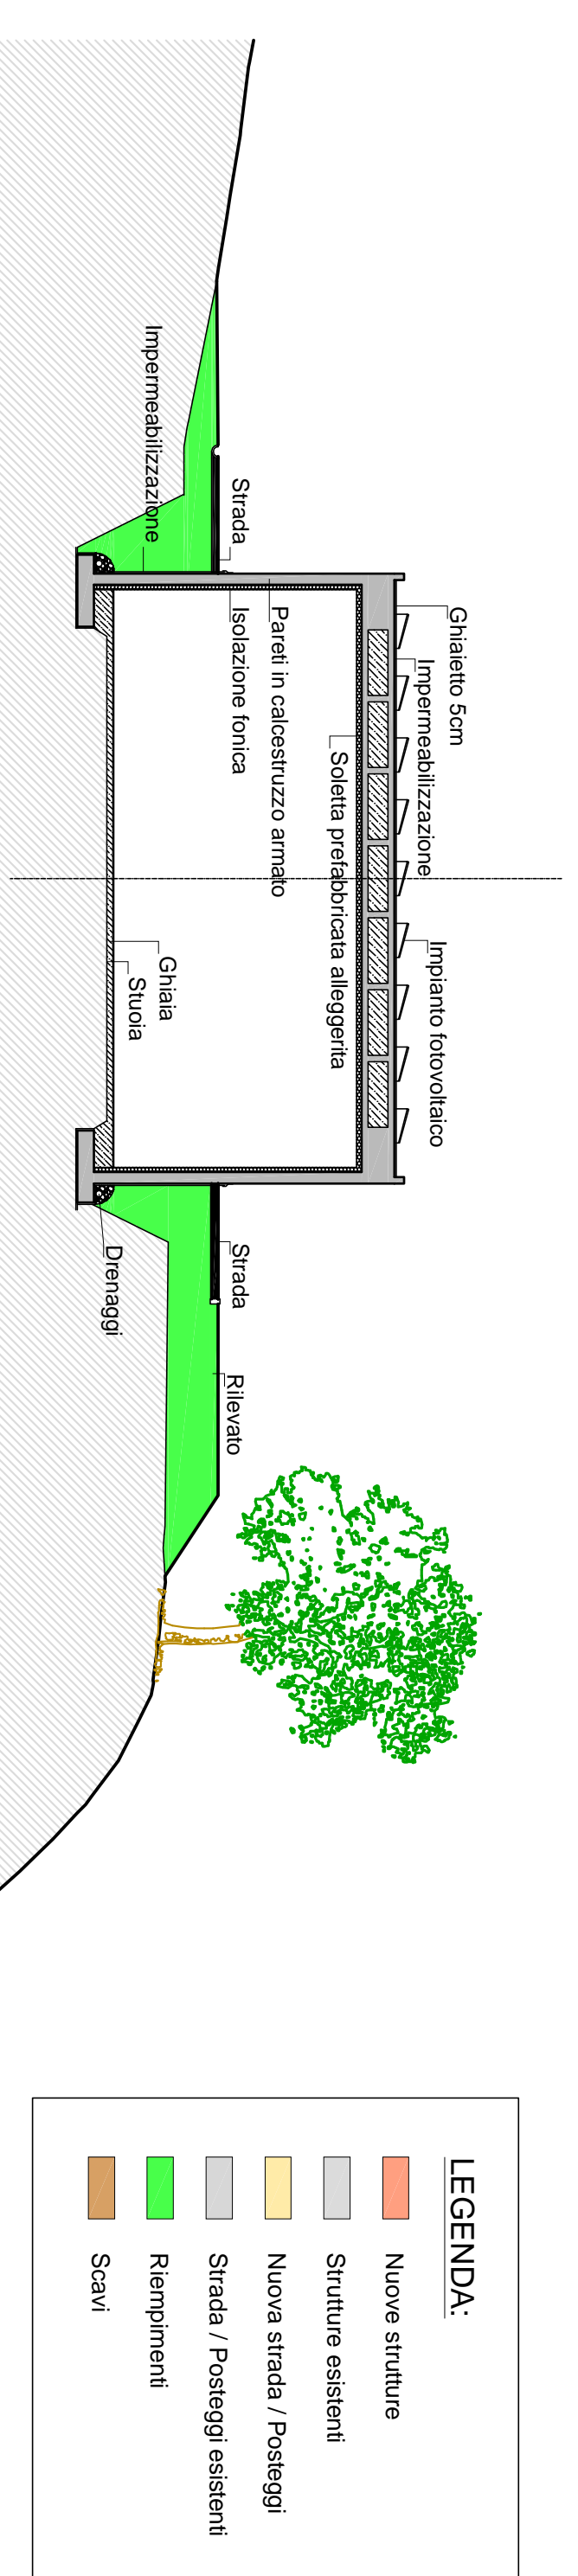 Ghiaietto 5cm
Impermeabilizzazione
Impianto fotovoltaico
Soletta prefabbricata alleggerita
Pareti in calcestruzzo armato
Isolazione fonica
Strada
Impermeabilizzazione
Ghiaia
Stuoia
Strada
Rilevato
Drenaggi
LEGENDA:
Nuove strutture
Strutture esistenti
Nuova strada / Posteggi
Strada / Posteggi esistenti
Riempimenti
Scavi